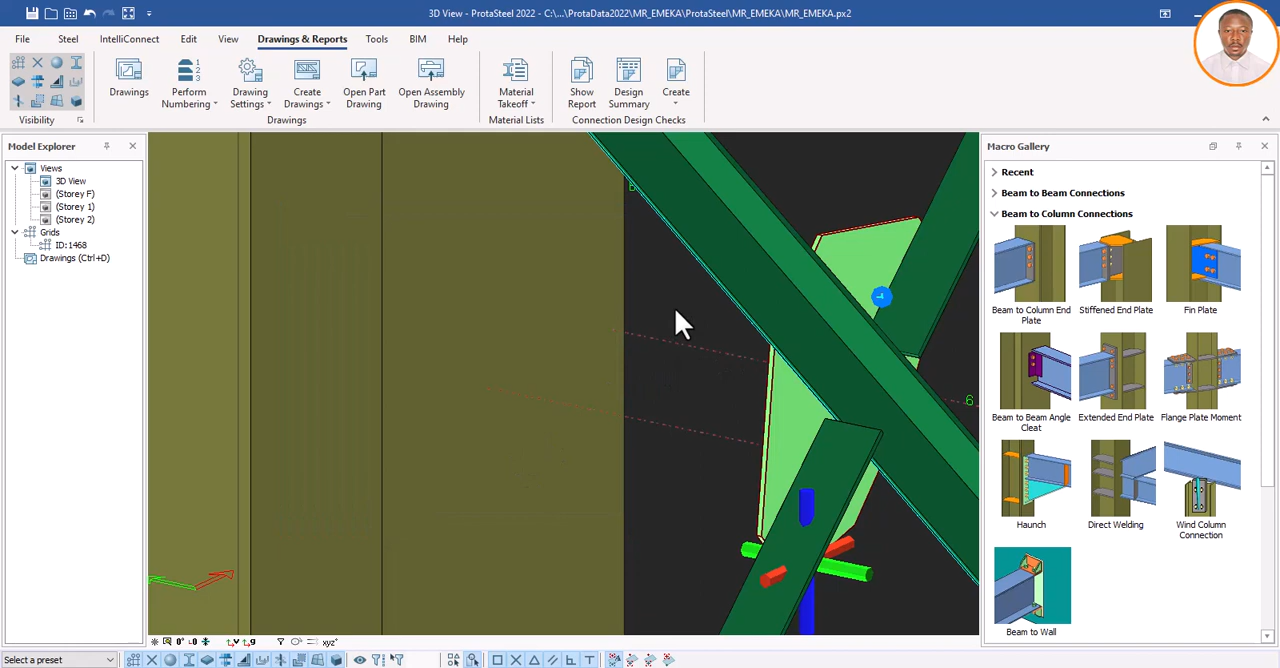 3D View - ProtaSteel 2022 - C:\...\ProtaData2022\MR_EMEKA\ProtaSteel\MR_EMEKA\MR_EMEKA.px2
File Steel IntelliConnect Edit View Drawings & Reports Tools BIM Help
Drawings
Perform
Numbering
Drawing
Settings
Create
Drawings
Open Part
Drawing
Open Assembly
Drawing
Material
Takeoff
Show
Report
Design
Summary
Create
Visibility Drawings Material Lists Connection Design Checks
Model Explorer
Views
3D View
(Storey F)
(Storey 1)
(Storey 2)
Grids
ID:1468
Drawings (Ctrl+D)
6
6
Macro Gallery
Recent
Beam to Beam Connections
Beam to Column Connections
Beam to Column End
Plate
Stiffened End Plate
Fin Plate
Beam to Beam Angle
Cleat
Extended End Plate
Flange Plate Moment
Haunch
Direct Welding
Wind Column
Connection
Beam to Wall
Select a preset